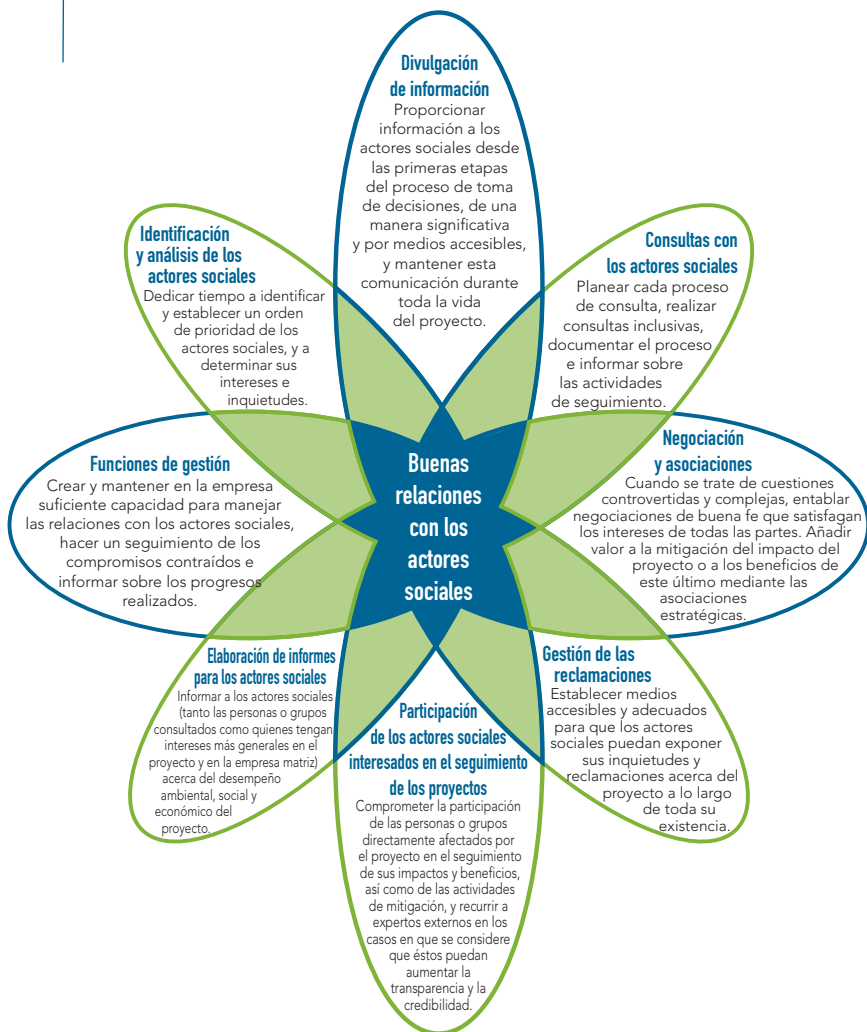 Divulgación
de información
Proporcionar
información a los
actores sociales desde
las primeras etapas
del proceso de toma
de decisiones, de una
manera significativa
y por medios accesibles,
y mantener esta
comunicación durante
toda la vida
del proyecto.
Identificación
y análisis de los
actores sociales
Dedicar tiempo a identificar
y establecer un orden
de prioridad de los
actores sociales, y a
determinar sus
intereses e
inquietudes.
Consultas con
los actores sociales
Planear cada proceso
de consulta, realizar
consultas inclusivas,
documentar el proceso
e informar sobre
las actividades
de seguimiento.
Funciones de gestión
Crear y mantener en la empresa
suficiente capacidad para manejar
las relaciones con los actores sociales,
hacer un seguimiento de los
compromisos contraídos e
informar sobre los progresos
realizados.
Buenas
relaciones
con los
actores
sociales
Negociación
y asociaciones
Cuando se trate de cuestiones
controvertidas y complejas, entablar
negociaciones de buena fe que satisfagan
los intereses de todas las partes. Añadir
valor a la mitigación del impacto del
proyecto o a los beneficios de
este último mediante las
asociaciones
estratégicas.
Elaboración de informes
para los actores sociales
Informar a los actores sociales
(tanto las personas o grupos
consultados como quienes tengan
intereses más generales en el
proyecto y en la empresa matriz)
acerca del desempeño
ambiental, social y
económico del
proyecto.
Participación
de los actores sociales
interesados en el seguimiento
de los proyectos
Comprometer la participación
de las personas o grupos
directamente afectados por
el proyecto en el seguimiento
de sus impactos y beneficios,
así como de las actividades
de mitigación, y recurrir a
expertos externos en los
casos en que se considere
que éstos puedan
aumentar la
transparencia y la
credibilidad.
Gestión de las
reclamaciones
Establecer medios
accesibles y adecuados
para que los actores
sociales puedan exponer
sus inquietudes y
reclamaciones acerca del
proyecto a lo largo
de toda su
existencia.